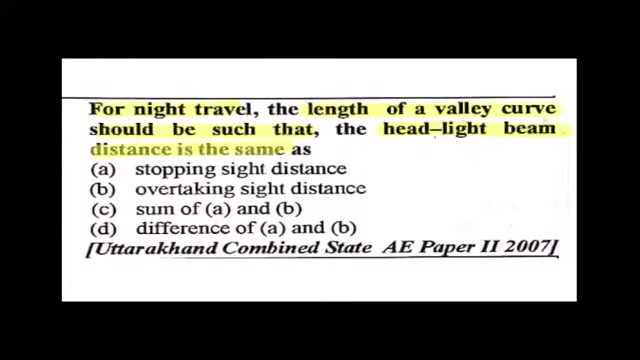 For night travel, the length of a valley curve
should be such that, the head–light beam
distance is the same as
(a) stopping sight distance
(b) overtaking sight distance
(c) sum of (a) and (b)
(d) difference of (a) and (b)
[Uttarakhand Combined State AE Paper II 2007]